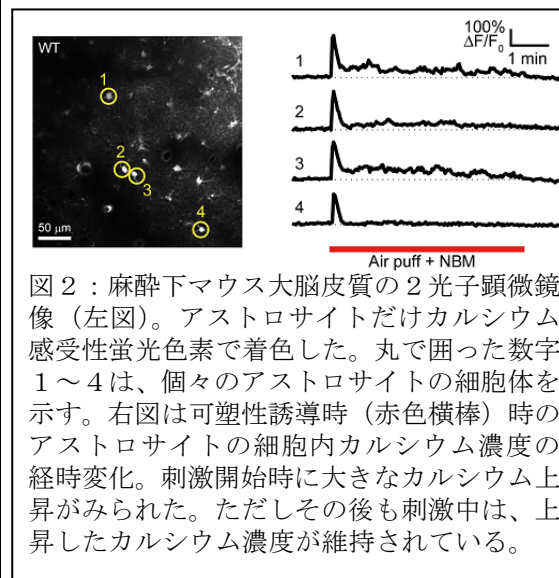 WT
1
2
3
4
50 μm
100%
ΔF/F₀
1 min
1
2
3
4
Air puff + NBM
図２：麻酔下マウス大脳皮質の２光子顕微鏡
像（左図）。アストロサイトだけカルシウム
感受性蛍光色素で着色した。丸で囲った数字
１～４は、個々のアストロサイトの細胞体を
示す。右図は可塑性誘導時（赤色横棒）時の
アストロサイトの細胞内カルシウム濃度の
経時変化。刺激開始時に大きなカルシウム上
昇がみられた。ただしその後も刺激中は、上
昇したカルシウム濃度が維持されている。